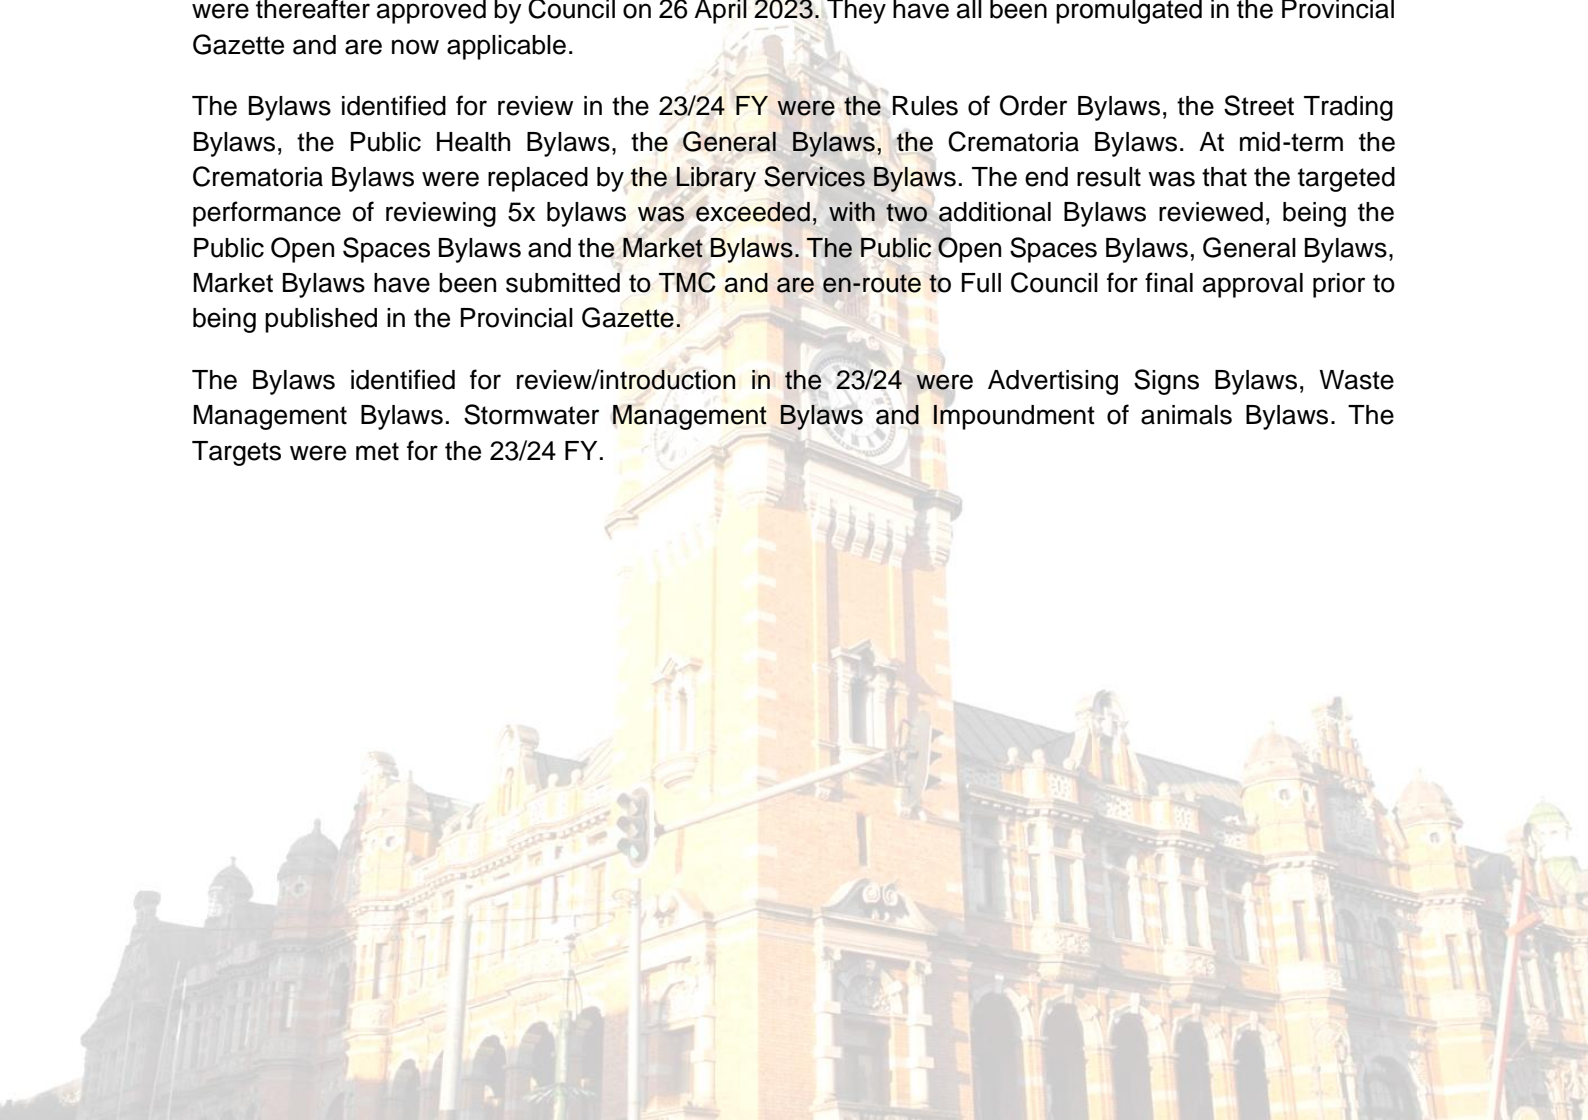 were thereafter approved by Council on 26 April 2023. They have all been promulgated in the Provincial
Gazette and are now applicable.
The Bylaws identified for review in the 23/24 FY were the Rules of Order Bylaws, the Street Trading
Bylaws, the Public Health Bylaws, the General Bylaws, the Crematoria Bylaws. At mid-term the
Crematoria Bylaws were replaced by the Library Services Bylaws. The end result was that the targeted
performance of reviewing 5x bylaws was exceeded, with two additional Bylaws reviewed, being the
Public Open Spaces Bylaws and the Market Bylaws. The Public Open Spaces Bylaws, General Bylaws,
Market Bylaws have been submitted to TMC and are en-route to Full Council for final approval prior to
being published in the Provincial Gazette.
The Bylaws identified for review/introduction in the 23/24 were Advertising Signs Bylaws, Waste
Management Bylaws. Stormwater Management Bylaws and Impoundment of animals Bylaws. The
Targets were met for the 23/24 FY.